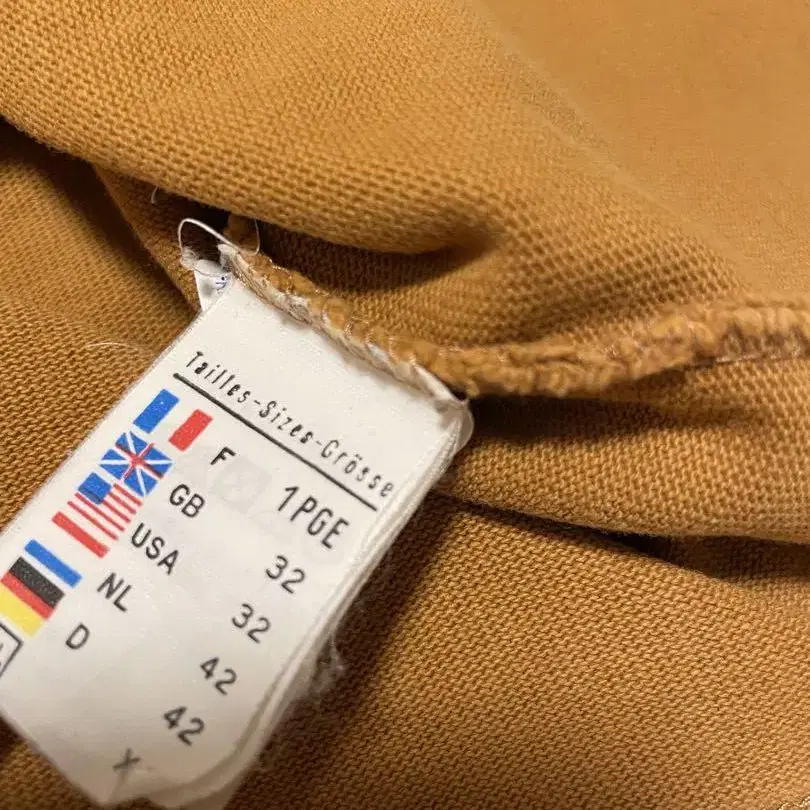 Tailles-Sizes-Grösse
F 1PGE
GB 32
USA 32
NL 42
D 42
X